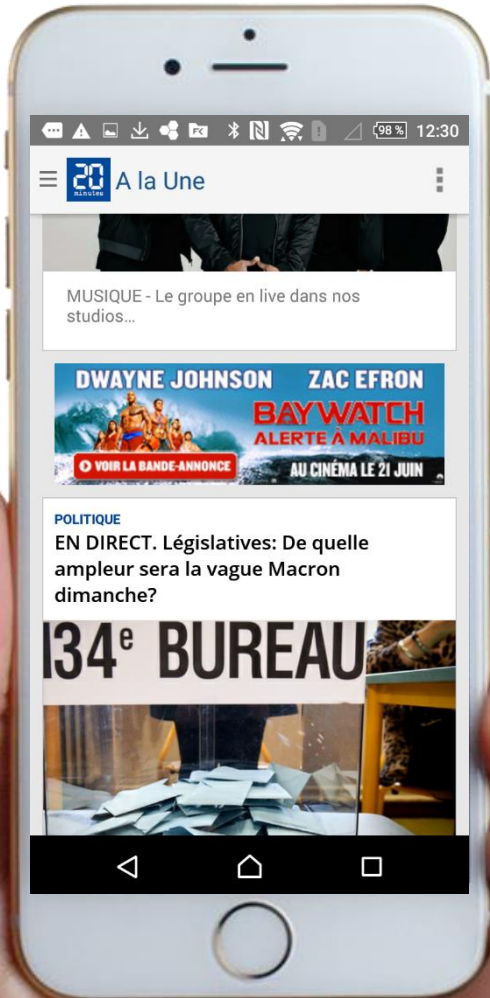 98 % 12:30
20 minutes A la Une
MUSIQUE - Le groupe en live dans nos
studios…
DWAYNE JOHNSON ZAC EFRON
BAYWATCH
ALERTE À MALIBU
VOIR LA BANDE-ANNONCE AU CINÉMA LE 21 JUIN
POLITIQUE
EN DIRECT. Législatives: De quelle
ampleur sera la vague Macron
dimanche?
134e BUREAU